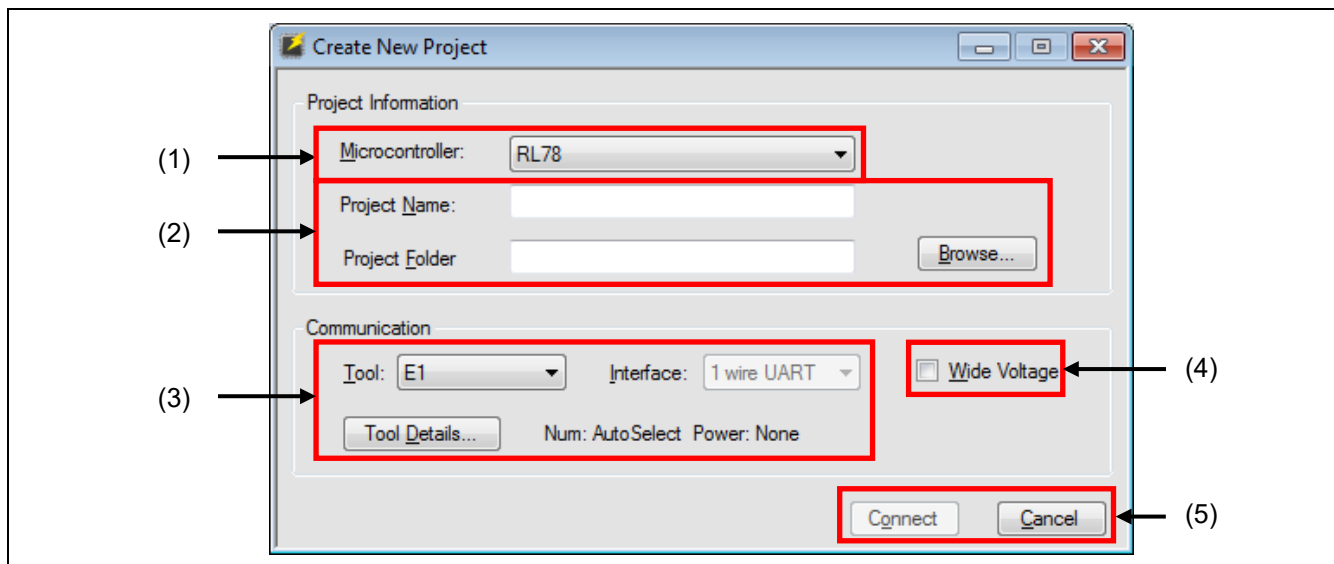 Create New Project
Project Information
(1)
Microcontroller: RL78
(2)
Project Name:
Project Folder Browse...
Communication
(3)
Tool: E1 Interface: 1 wire UART Wide Voltage (4)
Tool Details... Num: AutoSelect Power: None
Connect Cancel (5)